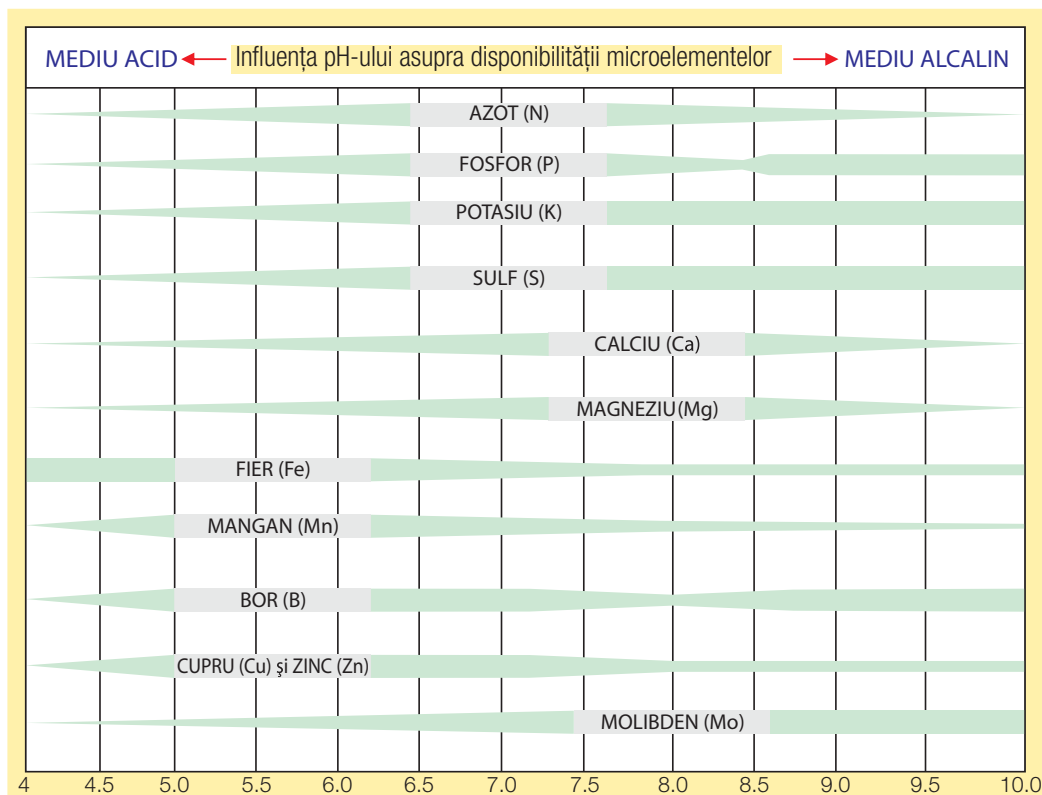 MEDIU ACID Influența pH-ului asupra disponibilității microelementelor MEDIU ALCALIN
AZOT (N)
FOSFOR (P)
POTASIU (K)
SULF (S)
CALCIU (Ca)
MAGNEZIU(Mg)
FIER (Fe)
MANGAN (Mn)
BOR (B)
CUPRU (Cu) şi ZINC (Zn)
MOLIBDEN (Mo)
4 4.5 5.0 5.5 6.0 6.5 7.0 7.5 8.0 8.5 9.0 9.5 10.0